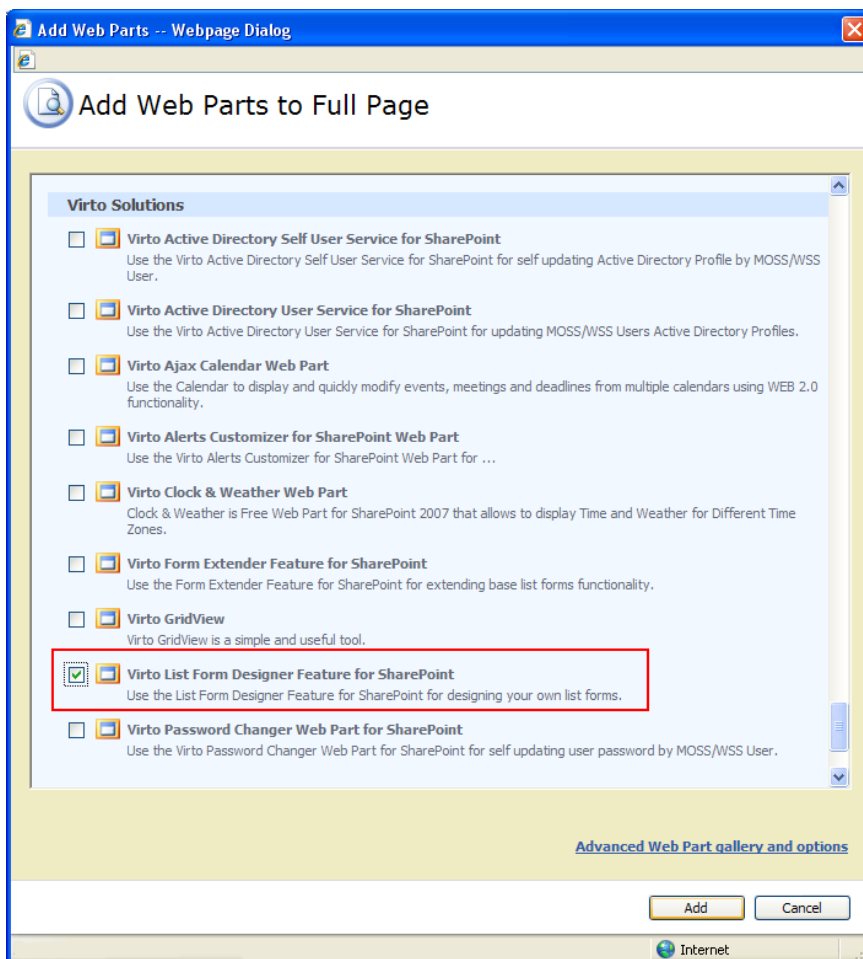 Add Web Parts -- Webpage Dialog
Add Web Parts to Full Page
Virto Solutions
Virto Active Directory Self User Service for SharePoint
Use the Virto Active Directory Self User Service for SharePoint for self updating Active Directory Profile by MOSS/WSS
User.
Virto Active Directory User Service for SharePoint
Use the Virto Active Directory User Service for SharePoint for updating MOSS/WSS Users Active Directory Profiles.
Virto Ajax Calendar Web Part
Use the Calendar to display and quickly modify events, meetings and deadlines from multiple calendars using WEB 2.0
functionality.
Virto Alerts Customizer for SharePoint Web Part
Use the Virto Alerts Customizer for SharePoint Web Part for ...
Virto Clock & Weather Web Part
Clock & Weather is Free Web Part for SharePoint 2007 that allows to display Time and Weather for Different Time
Zones.
Virto Form Extender Feature for SharePoint
Use the Form Extender Feature for SharePoint for extending base list forms functionality.
Virto GridView
Virto GridView is a simple and useful tool.
Virto List Form Designer Feature for SharePoint
Use the List Form Designer Feature for SharePoint for designing your own list forms.
Virto Password Changer Web Part for SharePoint
Use the Virto Password Changer Web Part for SharePoint for self updating user password by MOSS/WSS User.
Advanced Web Part gallery and options
Add Cancel
Internet